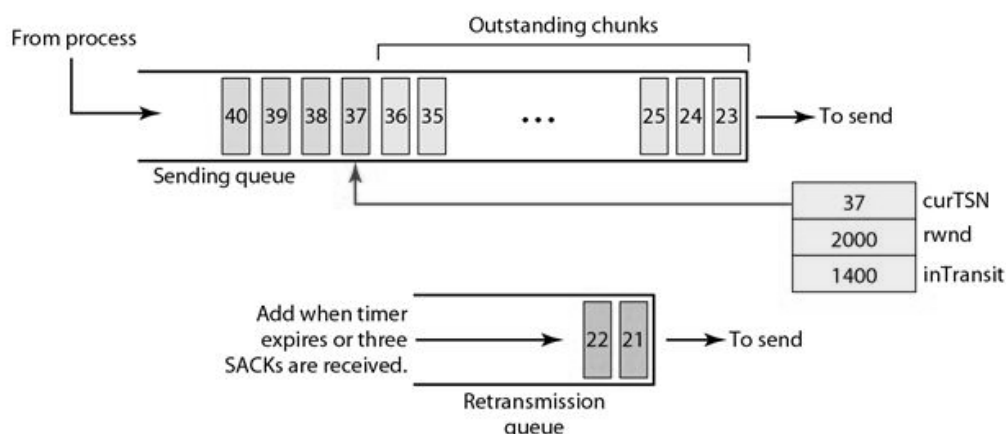 Outstanding chunks
From process
40 39 38 37 36 35 ... 25 24 23
To send
Sending queue
37 curTSN
2000 rwnd
1400 inTransit
Add when timer
expires or three
SACKs are received.
22 21
To send
Retransmission
queue